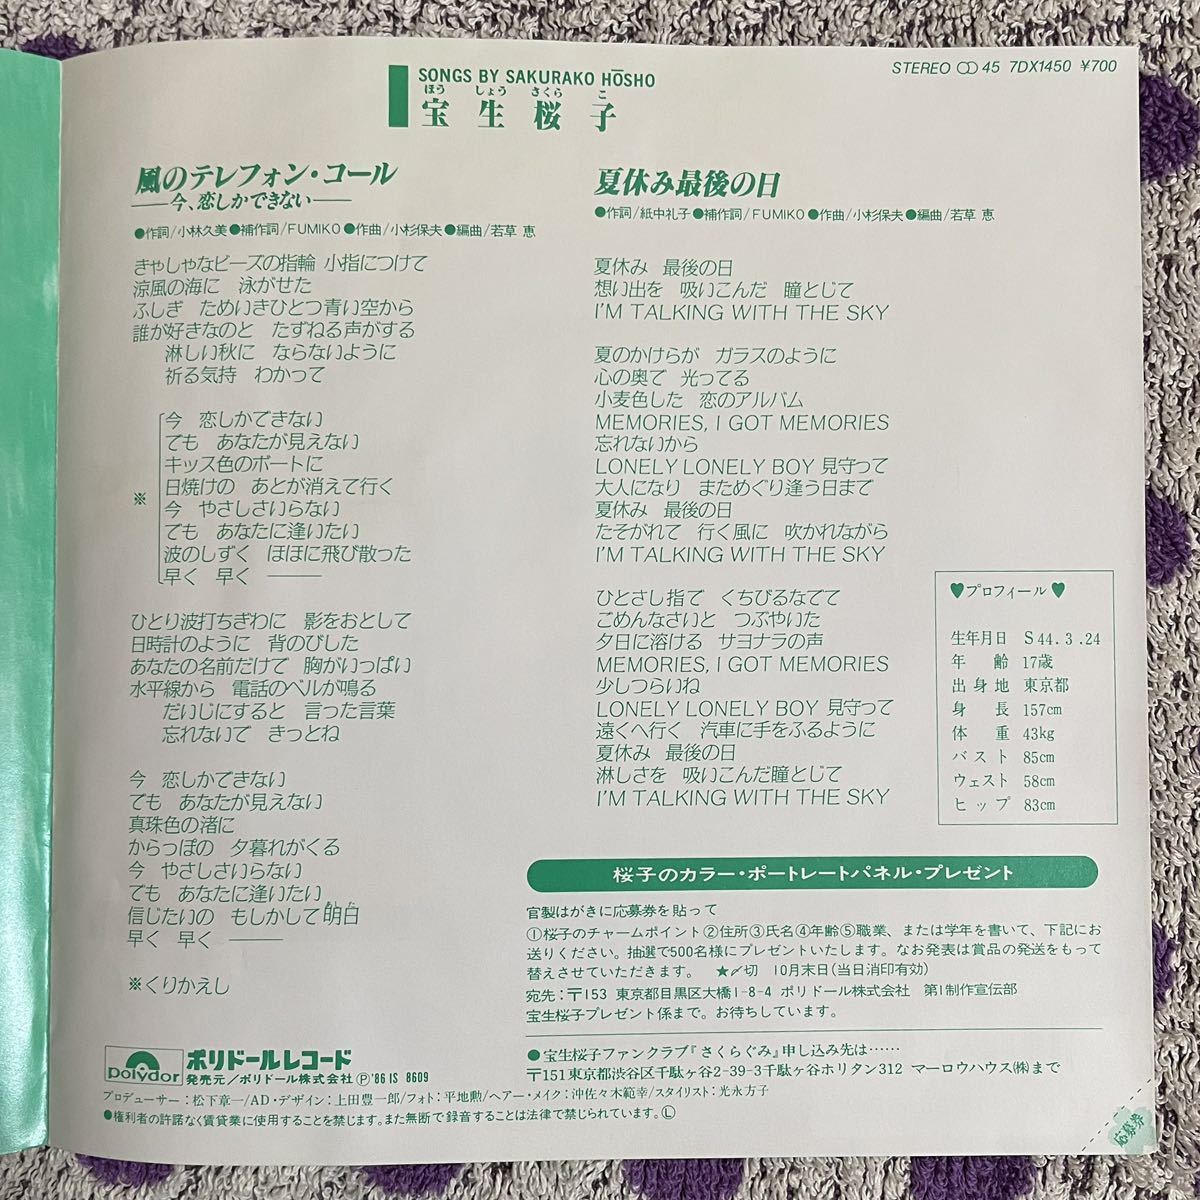 STEREO 45 7DX1450 ¥700
SONGS BY SAKURAKO HŌSHO
ほう しょう さくら こ
宝生桜子
風のテレフォン・コール
——今、恋しかできない——
●作詞/小林久美●補作詞/FUMIKO●作曲/小杉保夫●編曲/若草 恵
きゃしゃなビーズの指輪 小指につけて
涼風の海に 泳がせた
ふしぎ ためいきひとつ青い空から
誰が好きなのと たずねる声がする
淋しい秋に ならないように
祈る気持 わかって
※
今 恋しかできない
でも あなたが見えない
キッス色のボートに
日焼けの あとが消えて行く
今 やさしさいらない
でも あなたに逢いたい
波のしずく ほほに飛び散った
早く 早く ———
ひとり波打ちぎわに 影をおとして
日時計のように 背のびした
あなたの名前だけで 胸がいっぱい
水平線から 電話のベルが鳴る
だいじにすると 言った言葉
忘れないで きっとね
今 恋しかできない
でも あなたが見えない
真珠色の渚に
からっぽの 夕暮れがくる
今 やさしさいらない
でも あなたに逢いたい
信じたいの もしかして明日
早く 早く ———
※くりかえし
夏休み最後の日
●作詞/紙中礼子●補作詞/FUMIKO●作曲/小杉保夫●編曲/若草 恵
夏休み 最後の日
想い出を 吸いこんだ 瞳とじて
I'M TALKING WITH THE SKY
夏のかけらが ガラスのように
心の奥で 光ってる
小麦色した 恋のアルバム
MEMORIES, I GOT MEMORIES
忘れないから
LONELY LONELY BOY 見守って
大人になり まためぐり逢う日まで
夏休み 最後の日
たそがれて 行く風に 吹かれながら
I'M TALKING WITH THE SKY
ひとさし指で くちびるなでて
ごめんなさいと つぶやいた
夕日に溶ける サヨナラの声
MEMORIES, I GOT MEMORIES
少しつらいね
LONELY LONELY BOY 見守って
遠くへ行く 汽車に手をふるように
夏休み 最後の日
淋しさを 吸いこんだ瞳とじて
I'M TALKING WITH THE SKY
♥プロフィール♥
生年月日 S44.3.24
年齢 17歳
出身地 東京都
身長 157cm
体重 43kg
バスト 85cm
ウェスト 58cm
ヒップ 83cm
桜子のカラー・ポートレートパネル・プレゼント
官製はがきに応募券を貼って
①桜子のチャームポイント②住所③氏名④年齢⑤職業、または学年を書いて、下記にお
送りください。抽選で500名様にプレゼントいたします。なお発表は賞品の発送をもって
替えさせていただきます。 ★〆切 10月末日(当日消印有効)
宛先:〒153 東京都目黒区大橋1-8-4 ポリドール株式会社 第1制作宣伝部
宝生桜子プレゼント係まで。お待ちしています。
●宝生桜子ファンクラブ『さくらぐみ』申し込み先は……
〒151東京都渋谷区千駄ヶ谷2-39-3千駄ヶ谷ホリタン312 マーロウハウス(株)まで
polydor
ポリドールレコード
発売元/ポリドール株式会社Ⓟ'86 IS 8609
プロデューサー:松下章一/AD・デザイン:上田豊一郎/フォト:平地勲/ヘアー・メイク:沖佐々木範幸/スタイリスト:光永方子
●権利者の許諾なく賃貸業に使用することを禁じます。また無断で録音することは法律で禁じられています。Ⓛ
応募券